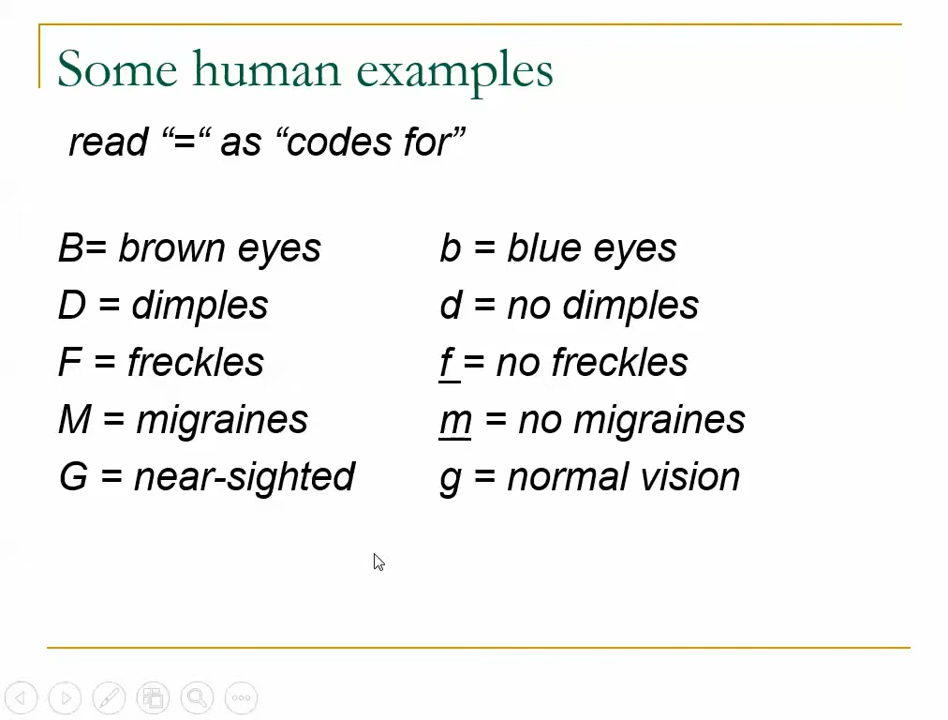 Some human examples
read “=“ as “codes for”
B= brown eyes b = blue eyes
D = dimples d = no dimples
F = freckles f = no freckles
M = migraines m = no migraines
G = near-sighted g = normal vision